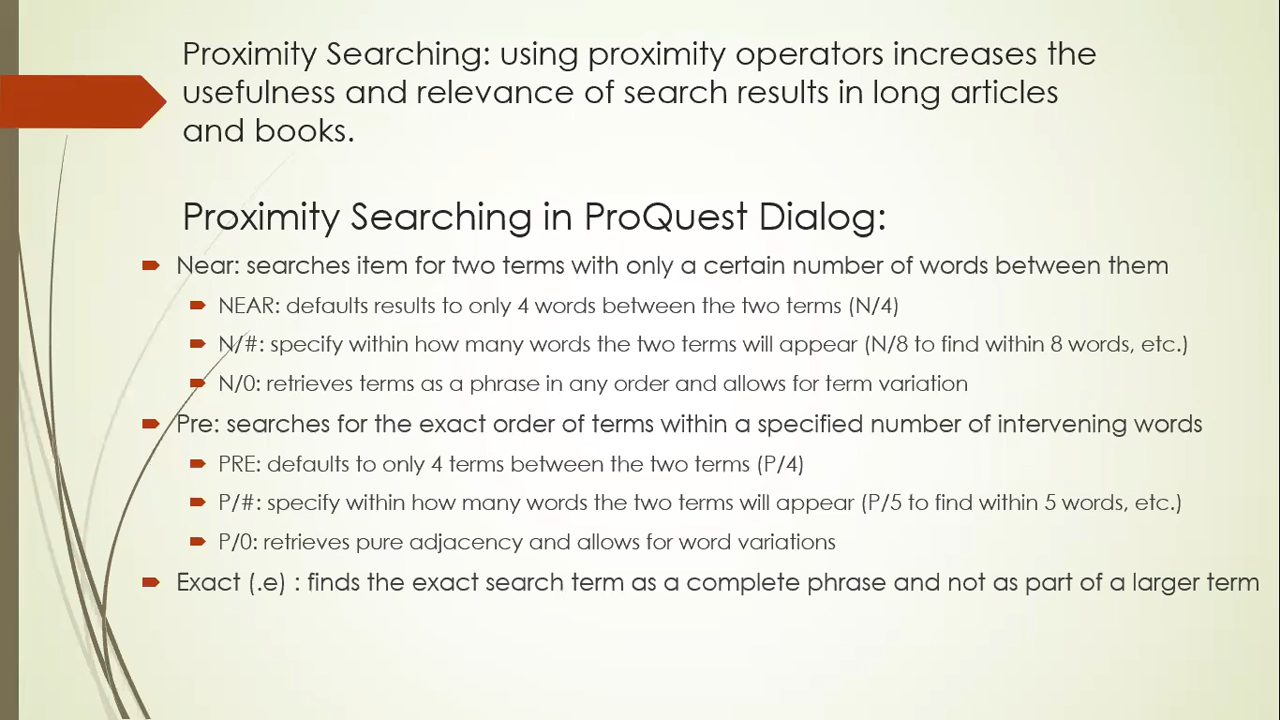 Proximity Searching: using proximity operators increases the
usefulness and relevance of search results in long articles
and books.
Proximity Searching in ProQuest Dialog:
Near: searches item for two terms with only a certain number of words between them
NEAR: defaults results to only 4 words between the two terms (N/4)
N/#: specify within how many words the two terms will appear (N/8 to find within 8 words, etc.)
N/0: retrieves terms as a phrase in any order and allows for term variation
Pre: searches for the exact order of terms within a specified number of intervening words
PRE: defaults to only 4 terms between the two terms (P/4)
P/#: specify within how many words the two terms will appear (P/5 to find within 5 words, etc.)
P/0: retrieves pure adjacency and allows for word variations
Exact (.e) : finds the exact search term as a complete phrase and not as part of a larger term